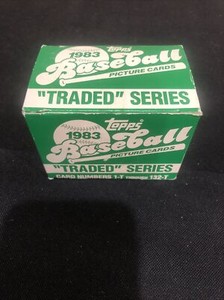 topps
1983
Baseball
PICTURE CARDS
"TRADED" SERIES
topps
1983
Baseball
PICTURE CARDS
"TRADED" SERIES
CARD NUMBERS 1-T THROUGH 132-T